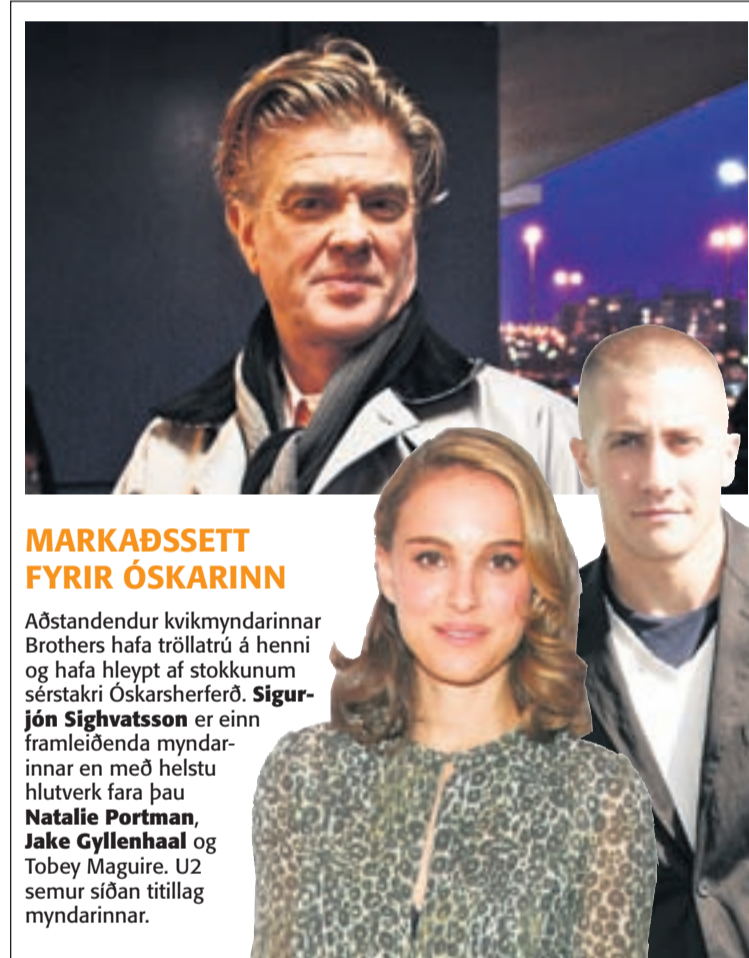 MARKAÐSSETT
FYRIR ÓSKARINN
Aðstandendur kvikmyndarinnar
Brothers hafa tröllatrú á henni
og hafa hleypt af stokkunum
sérstakri Óskarsherferð. Sigur-
jón Sighvatsson er einn
framleiðenda myndar-
innar en með helstu
hlutverk fara þau
Natalie Portman,
Jake Gyllenhaal og
Tobey Maguire. U2
semur síðan titillag
myndarinnar.